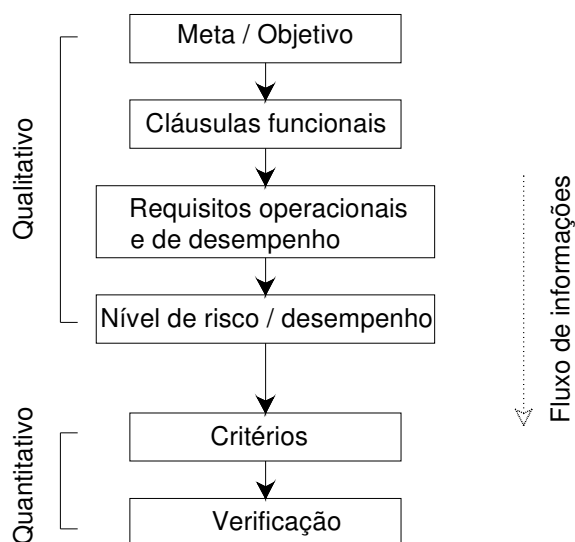 Meta / Objetivo
Cláusulas funcionais
Requisitos operacionais
e de desempenho
Nível de risco / desempenho
Critérios
Verificação
Qualitativo
Quantitativo
Fluxo de informações